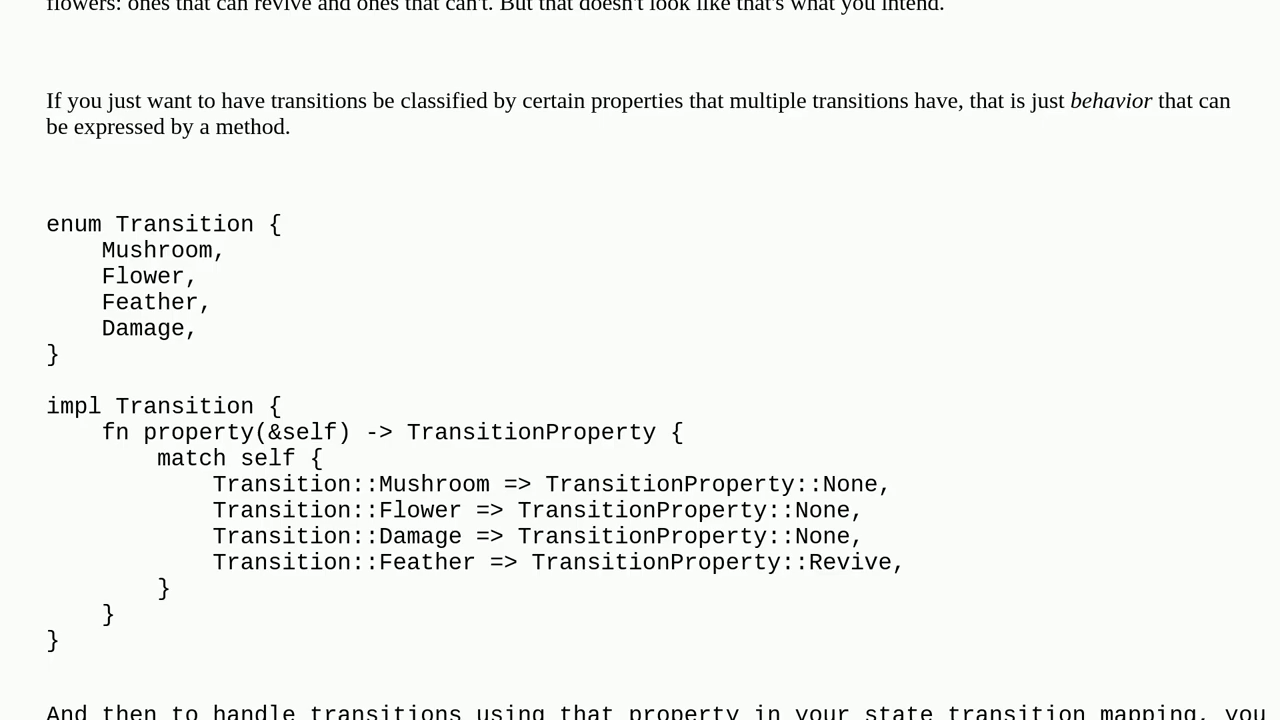 flowers: ones that can revive and ones that can't. But that doesn't look like that's what you intend.
If you just want to have transitions be classified by certain properties that multiple transitions have, that is just behavior that can
be expressed by a method.
enum Transition {
    Mushroom,
    Flower,
    Feather,
    Damage,
}
impl Transition {
    fn property(&self) -> TransitionProperty {
        match self {
            Transition::Mushroom => TransitionProperty::None,
            Transition::Flower => TransitionProperty::None,
            Transition::Damage => TransitionProperty::None,
            Transition::Feather => TransitionProperty::Revive,
        }
    }
}
And then to handle transitions using that property in your state transition mapping, you